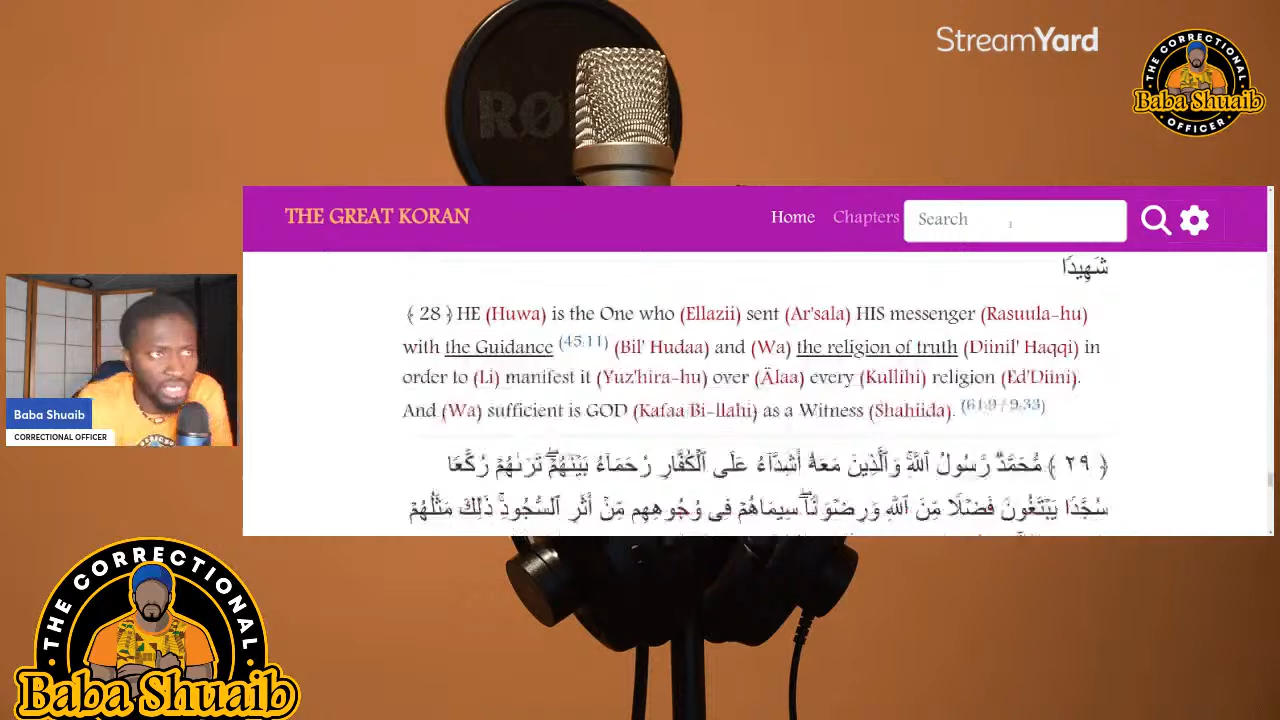 StreamYard
THE CORRECTIONAL
Baba Shuaib
OFFICER
RØ
THE GREAT KORAN
Home Chapters Search
شَهِيدًا
﴾ 28 ﴿ HE (Huwa) is the One who (Ellazii) sent (Ar'sala) HIS messenger (Rasuula-hu)
with the Guidance (45.11) (Bil' Hudaa) and (Wa) the religion of truth (Diinil' Haqqi) in
order to (Li) manifest it (Yuz'hira-hu) over (Älaa) every (Kullihi) religion (Ed'Diini).
And (Wa) sufficient is GOD (Kafaa Bi-llahi) as a Witness (Shahiida). (61.9 / 9.33)
﴿ ٢٩ ﴾ مُّحَمَّدٌ رَّسُولُ ٱللَّهِ وَٱلَّذِينَ مَعَهُۥٓ أَشِدَّآءُ عَلَى ٱلْكُفَّارِ رُحَمَآءُ بَيْنَهُمْ تَرَىٰهُمْ رُكَّعًا
سُجَّدًا يَبْتَغُونَ فَضْلًا مِّنَ ٱللَّهِ وَرِضْوَٰنًا سِيمَاهُمْ فِى وُجُوهِهِم مِّنْ أَثَرِ ٱلسُّجُودِ ذَٰلِكَ مَثَلُهُمْ
Baba Shuaib
CORRECTIONAL OFFICER
THE CORRECTIONAL
Baba Shuaib